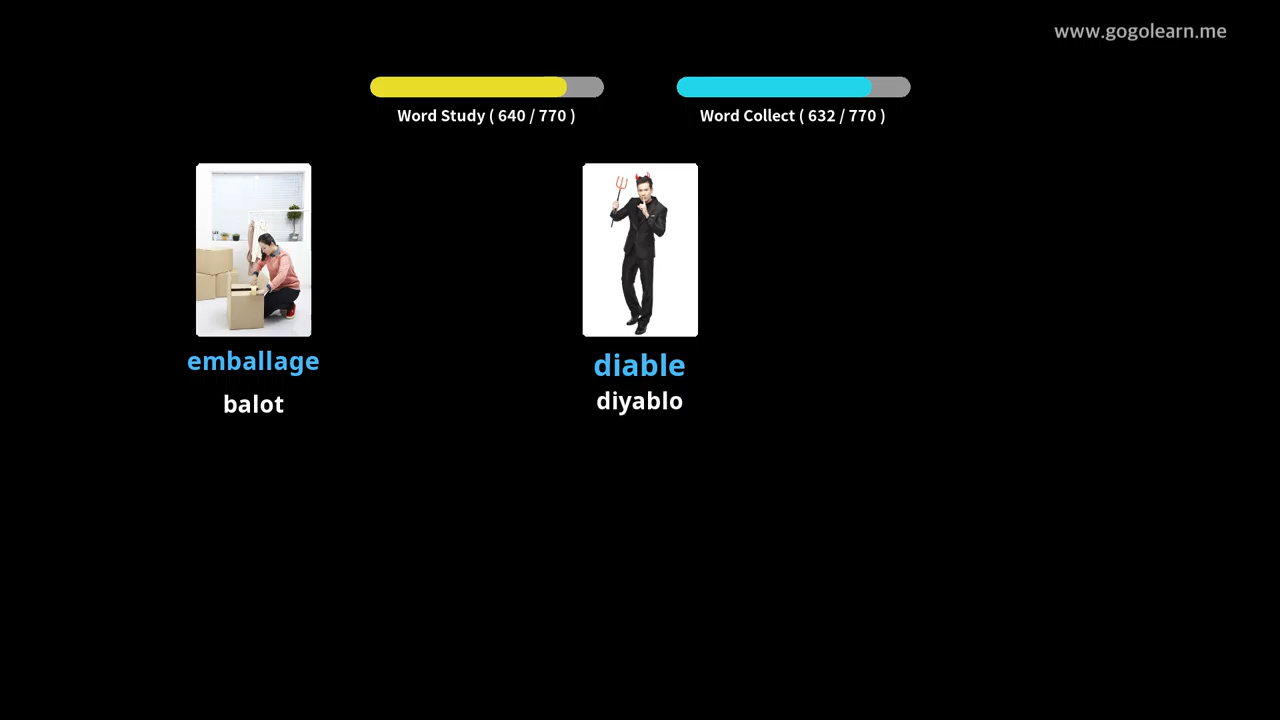 www.gogolearn.me
Word Study ( 640 / 770 )
Word Collect ( 632 / 770 )
emballage
balot
diable
diyablo